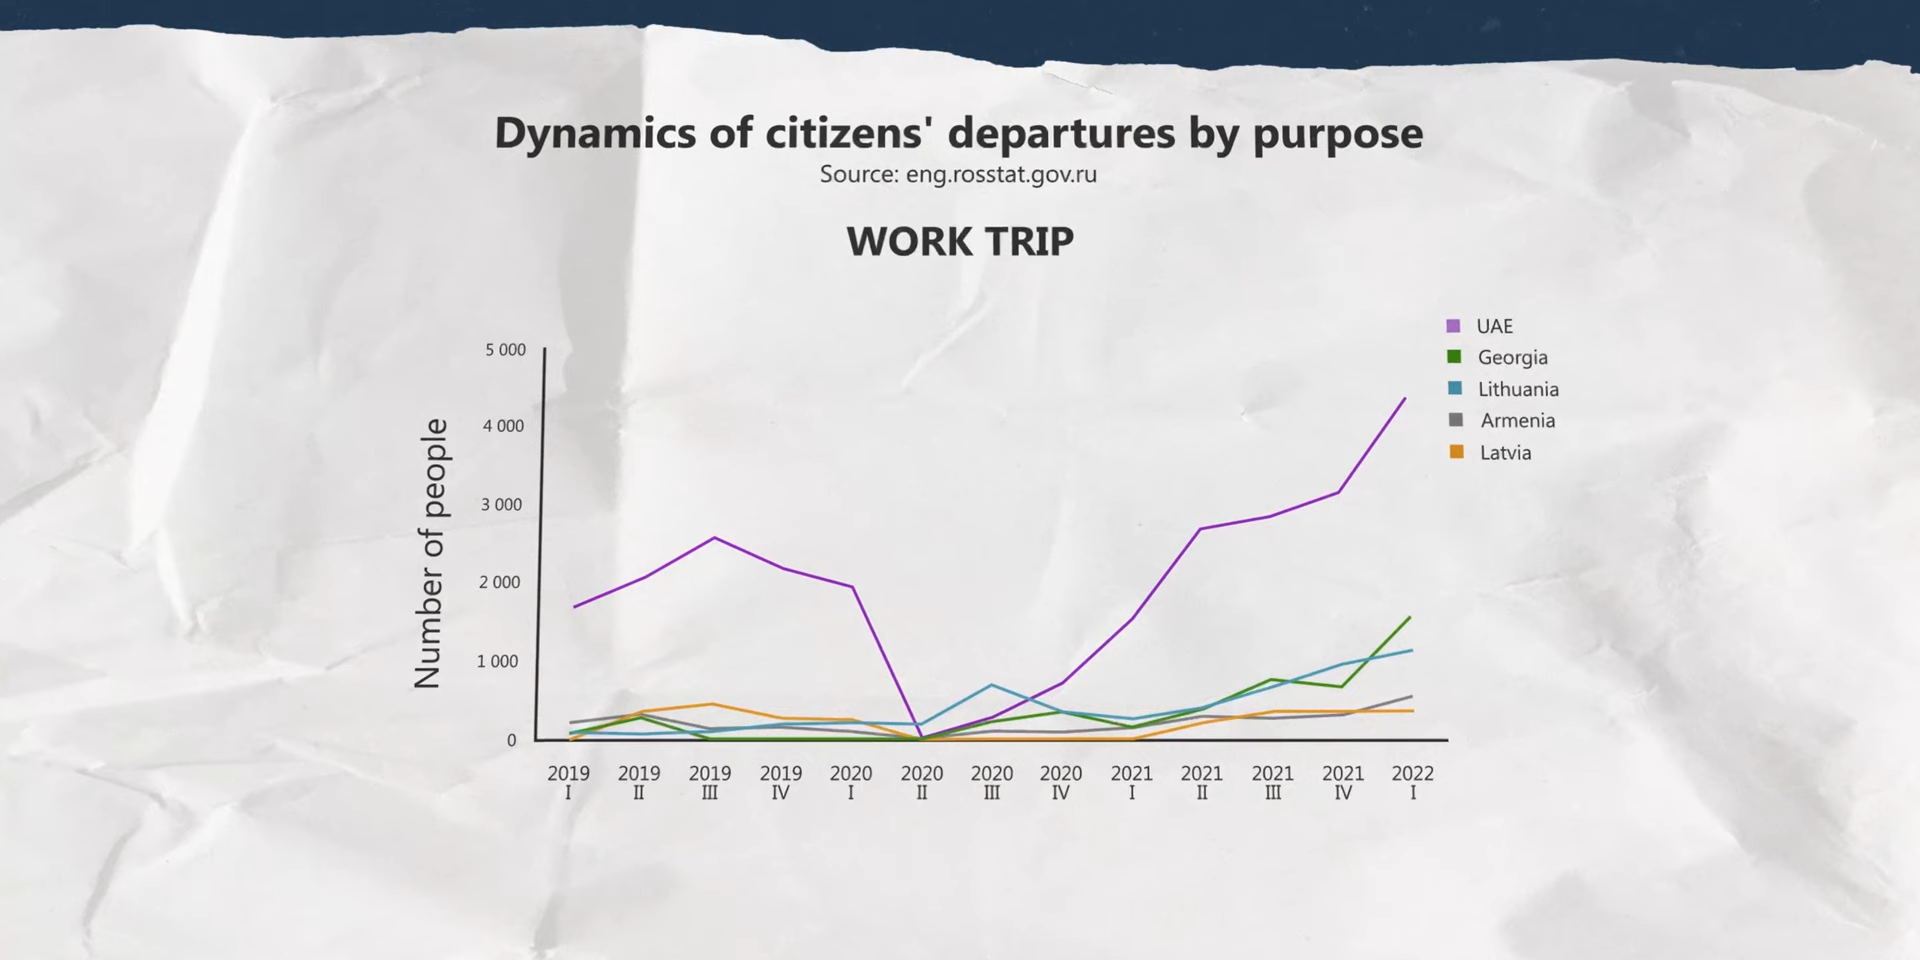 Dynamics of citizens' departures by purpose
Source: eng.rosstat.gov.ru
WORK TRIP
UAE
Georgia
Lithuania
Armenia
Latvia
Number of people
5 000
4 000
3 000
2 000
1 000
0
2019 2019 2019 2019 2020 2020 2020 2020 2021 2021 2021 2021 2022
I II III IV I II III IV I II III IV I